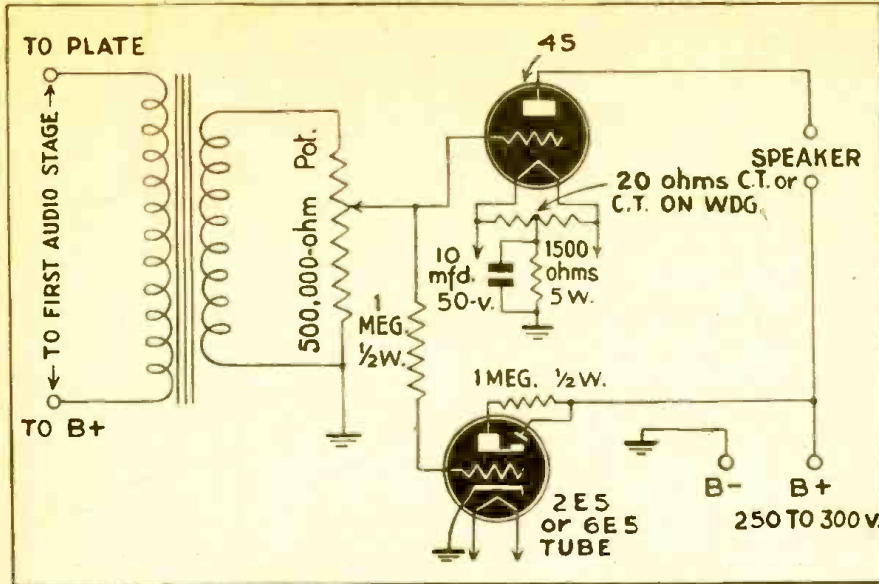 TO PLATE
TO FIRST AUDIO STAGE
TO B+
500,000-ohm Pot.
45
SPEAKER
20 ohms C.T. or
C.T. ON WDG.
10
mfd.
50-v.
1500
ohms
5 W.
1
MEG.
½W.
1 MEG. ½W.
2E5
or 6E5
TUBE
B-
B+
250 TO 300 v.